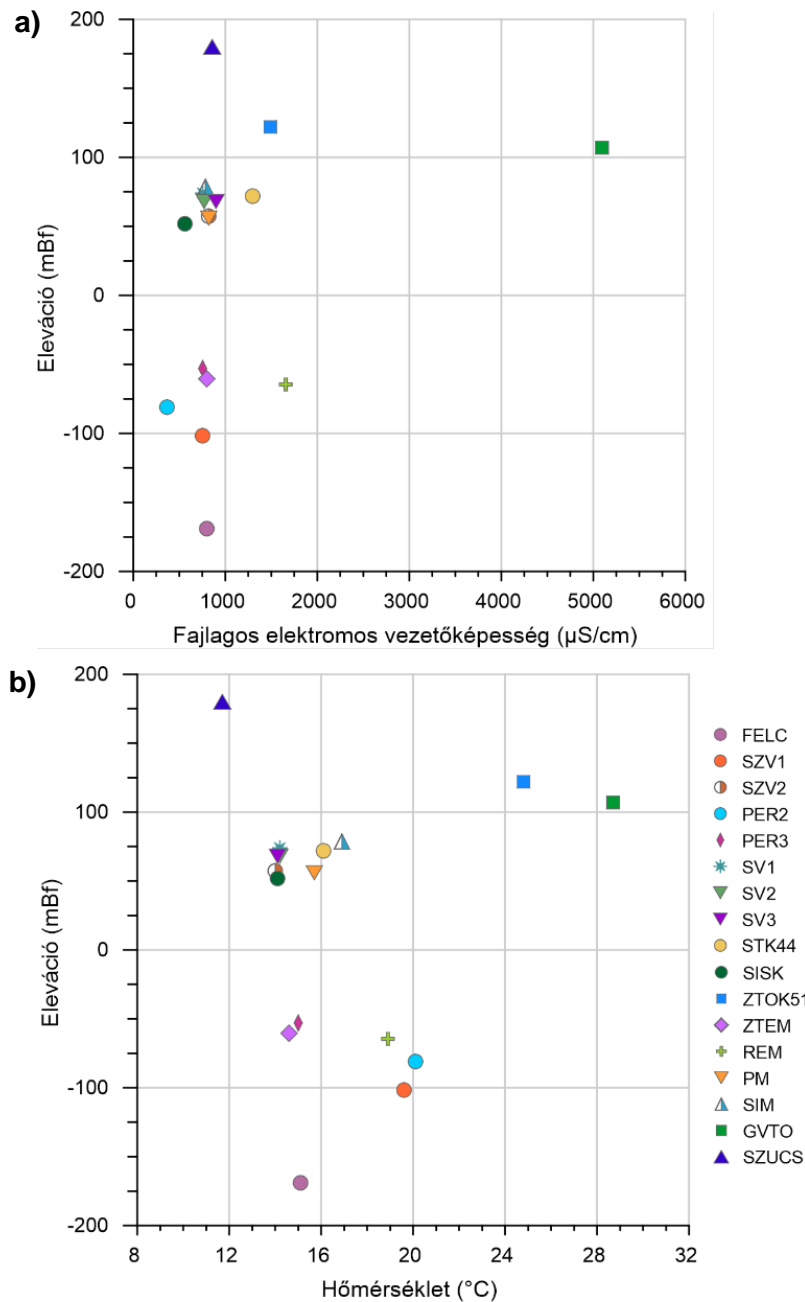 a)
200
100
0
-100
-200
Eleváció (mBf)
0 1000 2000 3000 4000 5000 6000
Fajlagos elektromos vezetőképesség (µS/cm)
b)
200
100
0
-100
-200
Eleváció (mBf)
8 12 16 20 24 28 32
Hőmérséklet (°C)
FELC
SZV1
SZV2
PER2
PER3
SV1
SV2
SV3
STK44
SISK
ZTOK51
ZTEM
REM
PM
SIM
GVTO
SZUCS